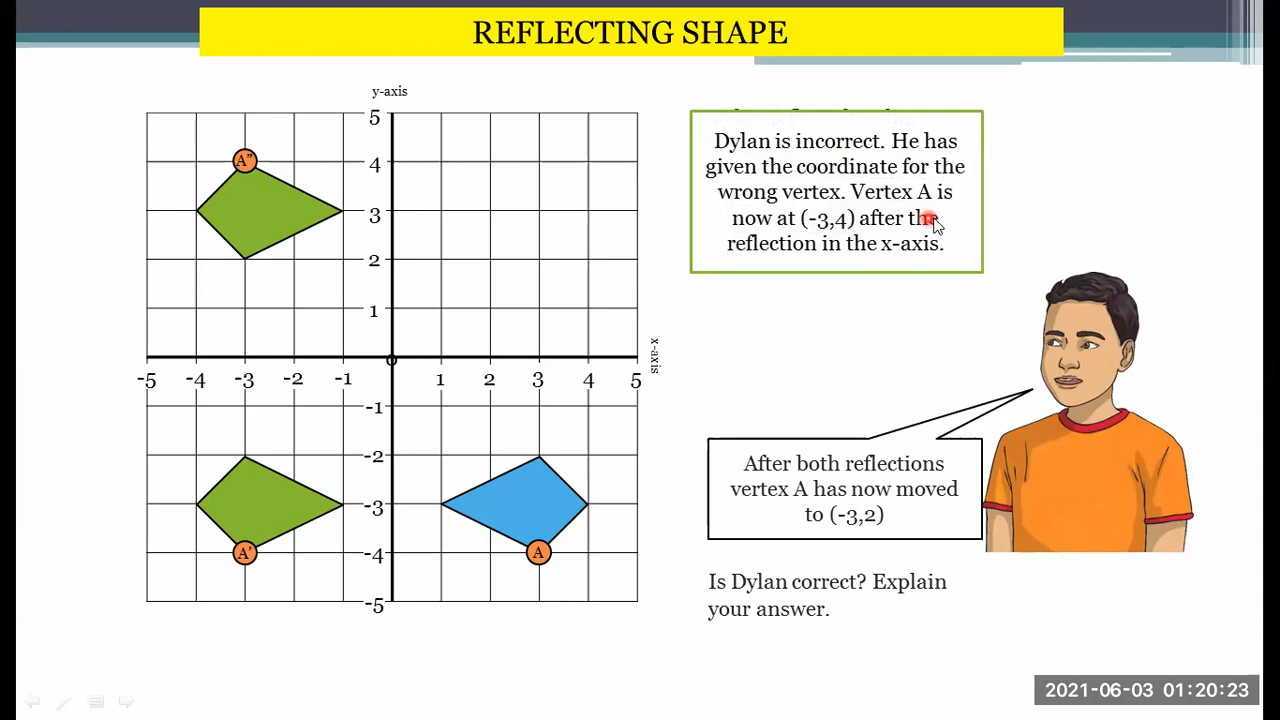 REFLECTING SHAPE
y-axis
5
4
3
2
1
0
-5 -4 -3 -2 -1 1 2 3 4 5
x-axis
-1
-2
-3
-4
-5
A"
A'
A
Dylan is incorrect. He has
given the coordinate for the
wrong vertex. Vertex A is
now at (-3,4) after the
reflection in the x-axis.
After both reflections
vertex A has now moved
to (-3,2)
Is Dylan correct? Explain
your answer.
2021-06-03 01:20:23